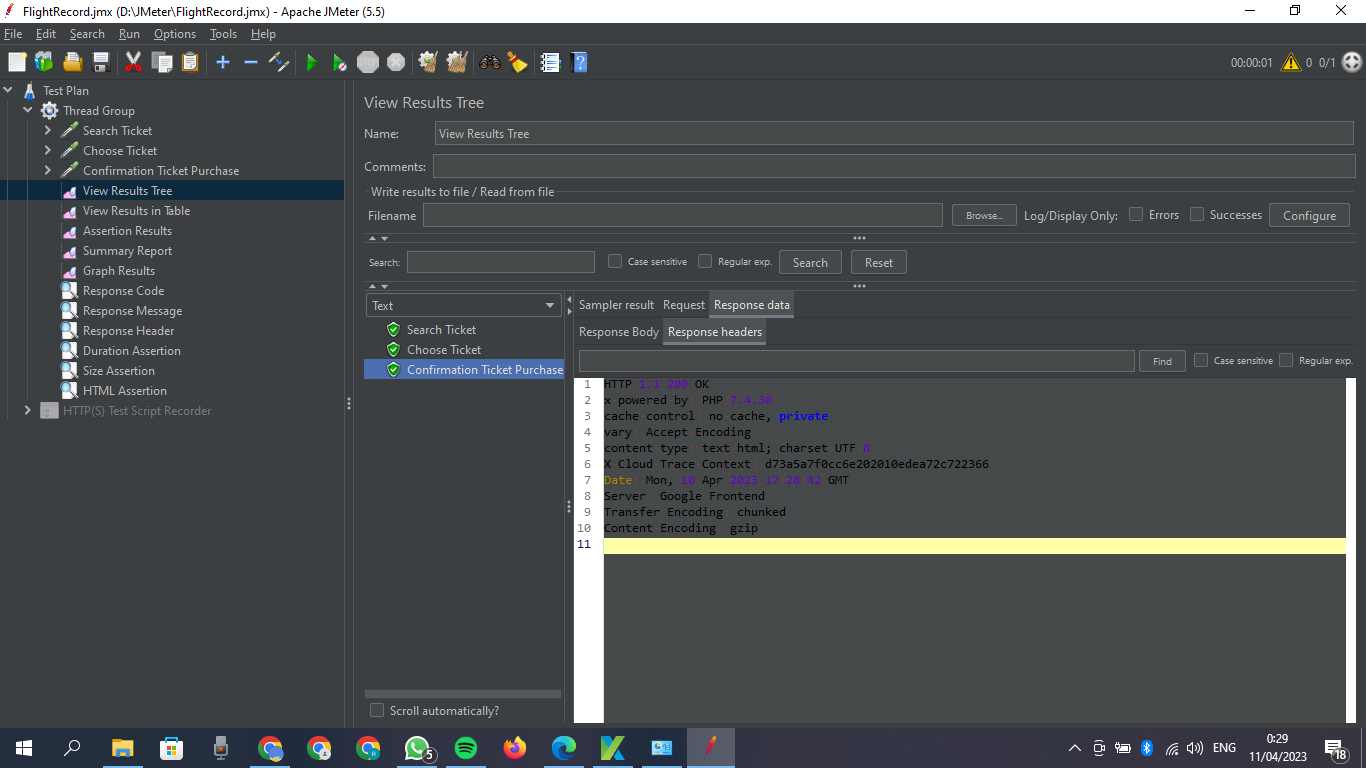 FlightRecord.jmx (D:\JMeter\FlightRecord.jmx) - Apache JMeter (5.5)
File Edit Search Run Options Tools Help
STOP
00:00:01 0 0/1
Test Plan
Thread Group
Search Ticket
Choose Ticket
Confirmation Ticket Purchase
View Results Tree
View Results in Table
Assertion Results
Summary Report
Graph Results
Response Code
Response Message
Response Header
Duration Assertion
Size Assertion
HTML Assertion
HTTP(S) Test Script Recorder
View Results Tree
Name: View Results Tree
Comments:
Write results to file / Read from file
Filename Browse... Log/Display Only: Errors Successes Configure
Search: Case sensitive Regular exp. Search Reset
Text
Search Ticket
Choose Ticket
Confirmation Ticket Purchase
Scroll automatically?
Sampler result Request Response data
Response Body Response headers
Find Case sensitive Regular exp.
1 HTTP/1.1 200 OK
2 x-powered-by: PHP/7.4.30
3 cache-control: no-cache, private
4 vary: Accept-Encoding
5 content-type: text/html; charset=UTF-8
6 X-Cloud-Trace-Context: d73a5a7f0cc6e202010edea72c722366
7 Date: Mon, 10 Apr 2023 17:28:42 GMT
8 Server: Google Frontend
9 Transfer-Encoding: chunked
10 Content-Encoding: gzip
11
5
ENG
0:29
11/04/2023
18